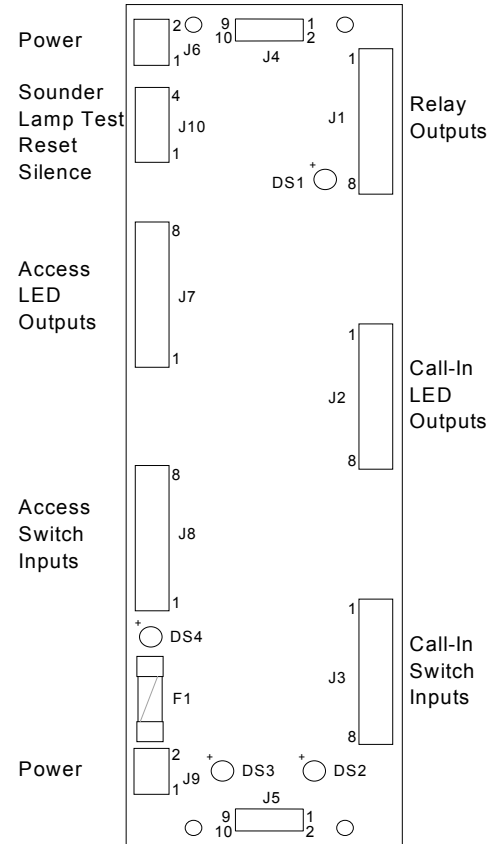 Power
2
1
J6
9
10
1
2
J4
Sounder
Lamp Test
Reset
Silence
4
1
J10
1
8
J1
Relay
Outputs
+
DS1
Access
LED
Outputs
8
1
J7
1
8
J2
Call-In
LED
Outputs
Access
Switch
Inputs
8
1
J8
+
DS4
F1
1
8
J3
Call-In
Switch
Inputs
Power
2
1
J9
+
DS3
+
DS2
J5
9
10
1
2